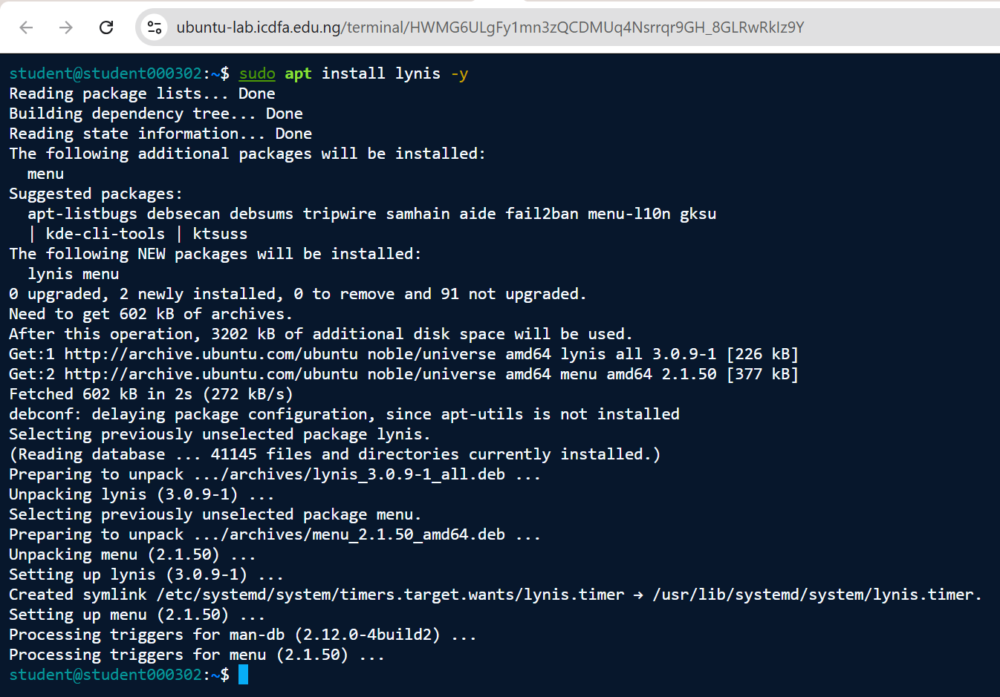 ubuntu-lab.icdfa.edu.ng/terminal/HWMG6ULgFy1mn3zQCDMUq4Nsrrqr9GH_8GLRwRkIz9Y
student@student000302:~$ sudo apt install lynis -y
Reading package lists... Done
Building dependency tree... Done
Reading state information... Done
The following additional packages will be installed:
  menu
Suggested packages:
  apt-listbugs debsecan debsums tripwire samhain aide fail2ban menu-l10n gksu
  | kde-cli-tools | ktsuss
The following NEW packages will be installed:
  lynis menu
0 upgraded, 2 newly installed, 0 to remove and 91 not upgraded.
Need to get 602 kB of archives.
After this operation, 3202 kB of additional disk space will be used.
Get:1 http://archive.ubuntu.com/ubuntu noble/universe amd64 lynis all 3.0.9-1 [226 kB]
Get:2 http://archive.ubuntu.com/ubuntu noble/universe amd64 menu amd64 2.1.50 [377 kB]
Fetched 602 kB in 2s (272 kB/s)
debconf: delaying package configuration, since apt-utils is not installed
Selecting previously unselected package lynis.
(Reading database ... 41145 files and directories currently installed.)
Preparing to unpack .../archives/lynis_3.0.9-1_all.deb ...
Unpacking lynis (3.0.9-1) ...
Selecting previously unselected package menu.
Preparing to unpack .../archives/menu_2.1.50_amd64.deb ...
Unpacking menu (2.1.50) ...
Setting up lynis (3.0.9-1) ...
Created symlink /etc/systemd/system/timers.target.wants/lynis.timer → /usr/lib/systemd/system/lynis.timer.
Setting up menu (2.1.50) ...
Processing triggers for man-db (2.12.0-4build2) ...
Processing triggers for menu (2.1.50) ...
student@student000302:~$